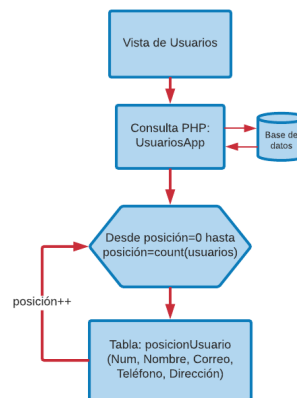 Vista de Usuarios
Consulta PHP:
UsuariosApp
Base de
datos
Desde posición=0 hasta
posición=count(usuarios)
posición++
Tabla: posicionUsuario
(Num, Nombre, Correo,
Teléfono, Dirección)